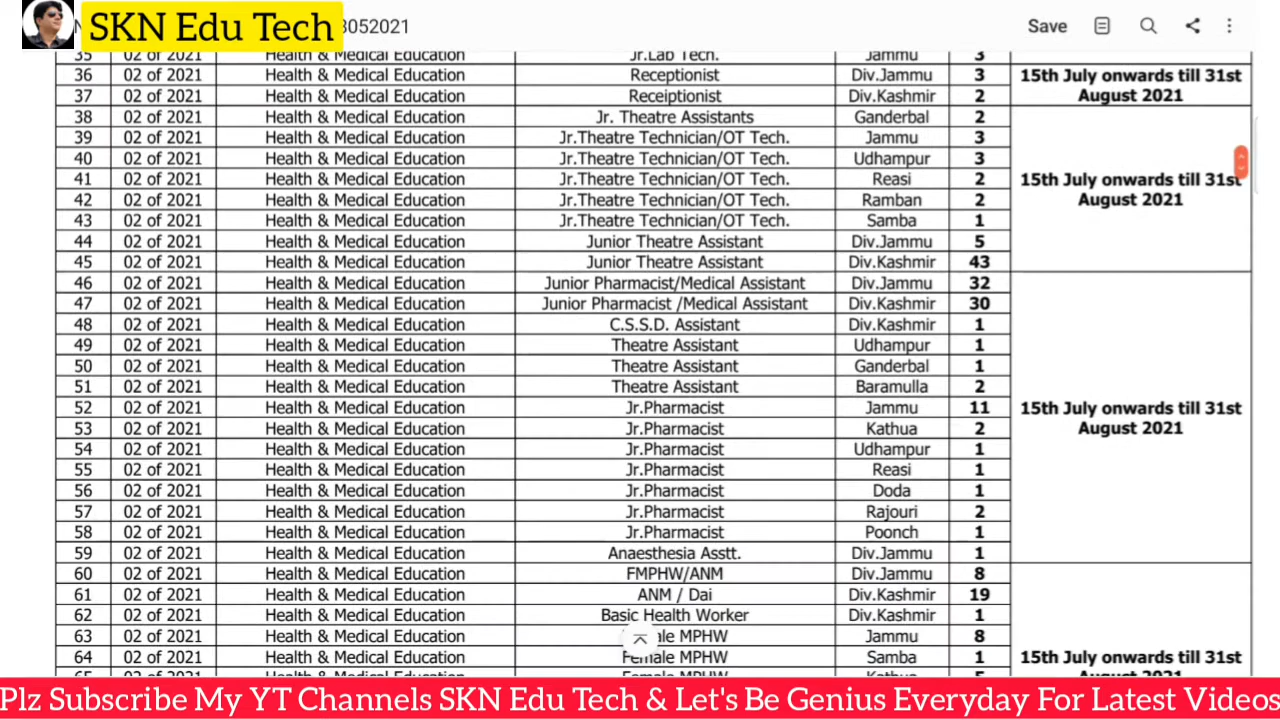 SKN Edu Tech
3052021
Save
35 02 of 2021 Health & Medical Education Jr.Lab Tech. Jammu 3
36 02 of 2021 Health & Medical Education Receptionist Div.Jammu 3 15th July onwards till 31st
37 02 of 2021 Health & Medical Education Receiptionist Div.Kashmir 2 August 2021
38 02 of 2021 Health & Medical Education Jr. Theatre Assistants Ganderbal 2
39 02 of 2021 Health & Medical Education Jr.Theatre Technician/OT Tech. Jammu 3
40 02 of 2021 Health & Medical Education Jr.Theatre Technician/OT Tech. Udhampur 3
41 02 of 2021 Health & Medical Education Jr.Theatre Technician/OT Tech. Reasi 2 15th July onwards till 31st
42 02 of 2021 Health & Medical Education Jr.Theatre Technician/OT Tech. Ramban 2 August 2021
43 02 of 2021 Health & Medical Education Jr.Theatre Technician/OT Tech. Samba 1
44 02 of 2021 Health & Medical Education Junior Theatre Assistant Div.Jammu 5
45 02 of 2021 Health & Medical Education Junior Theatre Assistant Div.Kashmir 43
46 02 of 2021 Health & Medical Education Junior Pharmacist/Medical Assistant Div.Jammu 32
47 02 of 2021 Health & Medical Education Junior Pharmacist /Medical Assistant Div.Kashmir 30
48 02 of 2021 Health & Medical Education C.S.S.D. Assistant Div.Kashmir 1
49 02 of 2021 Health & Medical Education Theatre Assistant Udhampur 1
50 02 of 2021 Health & Medical Education Theatre Assistant Ganderbal 1
51 02 of 2021 Health & Medical Education Theatre Assistant Baramulla 2
52 02 of 2021 Health & Medical Education Jr.Pharmacist Jammu 11 15th July onwards till 31st
53 02 of 2021 Health & Medical Education Jr.Pharmacist Kathua 2 August 2021
54 02 of 2021 Health & Medical Education Jr.Pharmacist Udhampur 1
55 02 of 2021 Health & Medical Education Jr.Pharmacist Reasi 1
56 02 of 2021 Health & Medical Education Jr.Pharmacist Doda 1
57 02 of 2021 Health & Medical Education Jr.Pharmacist Rajouri 2
58 02 of 2021 Health & Medical Education Jr.Pharmacist Poonch 1
59 02 of 2021 Health & Medical Education Anaesthesia Asstt. Div.Jammu 1
60 02 of 2021 Health & Medical Education FMPHW/ANM Div.Jammu 8
61 02 of 2021 Health & Medical Education ANM / Dai Div.Kashmir 19
62 02 of 2021 Health & Medical Education Basic Health Worker Div.Kashmir 1
63 02 of 2021 Health & Medical Education MPHW Jammu 8
64 02 of 2021 Health & Medical Education Female MPHW Samba 1 15th July onwards till 31st
Plz Subscribe My YT Channels SKN Edu Tech & Let's Be Genius Everyday For Latest Videos